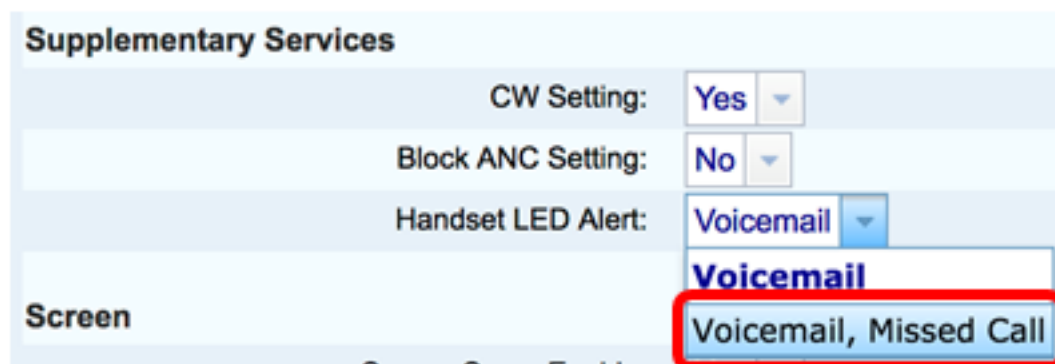 Supplementary Services
CW Setting: Yes
Block ANC Setting: No
Handset LED Alert: Voicemail
Voicemail
Screen
Voicemail, Missed Call